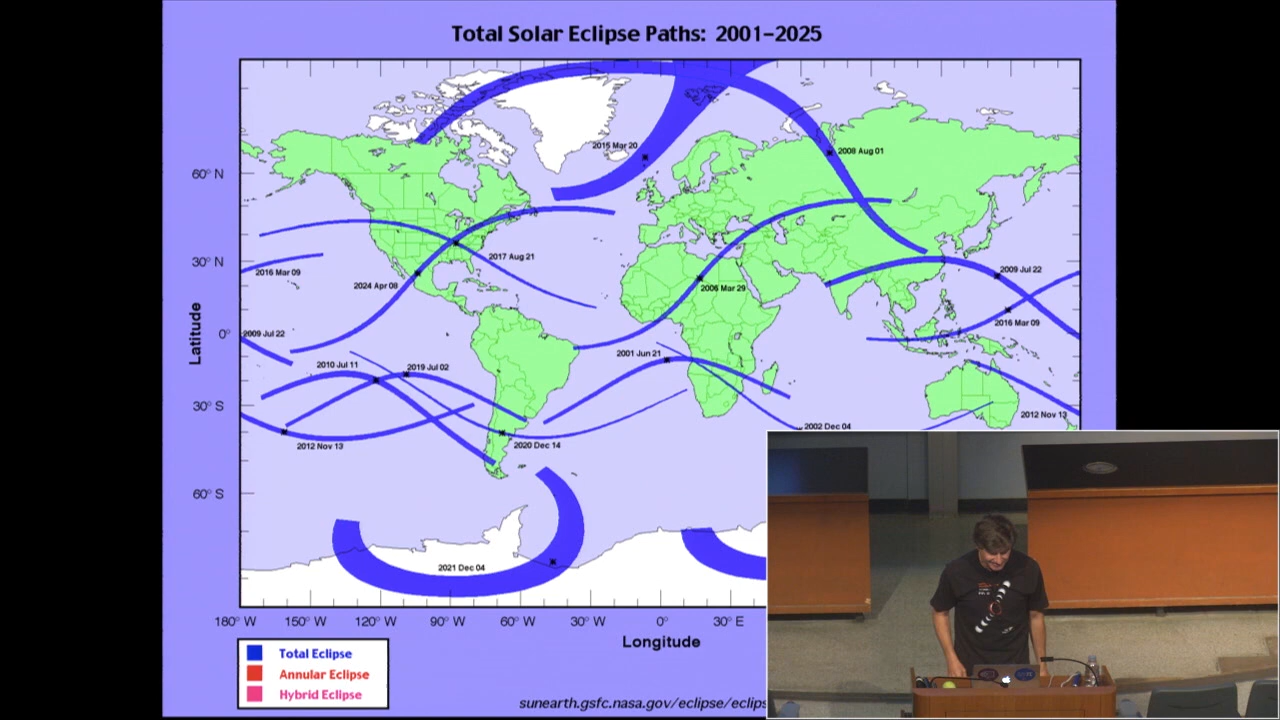 Total Solar Eclipse Paths: 2001–2025
2015 Mar 20
2008 Aug 01
60° N
2017 Aug 21
30° N
2016 Mar 09
2024 Apr 08
2006 Mar 29
2009 Jul 22
2016 Mar 09
Latitude
0°
2009 Jul 22
2010 Jul 11
2019 Jul 02
2001 Jun 21
30° S
2012 Nov 13
2020 Dec 14
2002 Dec 04
2012 Nov 13
60° S
2021 Dec 04
180° W
150° W
120° W
90° W
60° W
30° W
0°
30° E
Longitude
Total Eclipse
Annular Eclipse
Hybrid Eclipse
sunearth.gsfc.nasa.gov/eclipse/eclips